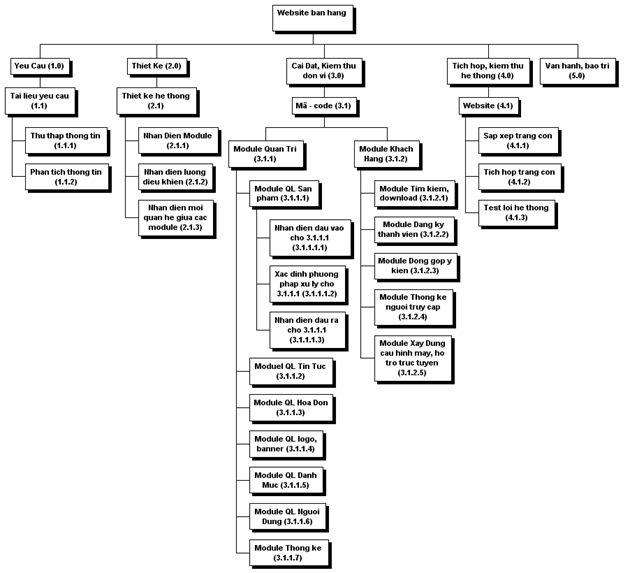 Website ban hang
Yeu Cau (1.0)
Thiet Ke (2.0)
Cai Dat, Kiem thu
don vi (3.0)
Tich hop, kiem thu
he thong (4.0)
Van hanh, bao tri
(5.0)
Tai lieu yeu cau
(1.1)
Thu thap thong tin
(1.1.1)
Phan tich thong tin
(1.1.2)
Thiet ke he thong
(2.1)
Nhan Dien Module
(2.1.1)
Nhan dien luong
dieu khien (2.1.2)
Nhan dien moi
quan he giua cac
module (2.1.3)
Mã - code (3.1)
Module Quan Tri
(3.1.1)
Module QL San
pham (3.1.1.1)
Nhan dien dau vao
cho 3.1.1.1
(3.1.1.1.1)
Xac dinh phuong
phap xu ly cho
3.1.1.1 (3.1.1.1.2)
Nhan dien dau ra
cho 3.1.1.1
(3.1.1.1.3)
Moduel QL Tin Tuc
(3.1.1.2)
Module QL Hoa Don
(3.1.1.3)
Module QL logo,
banner (3.1.1.4)
Module QL Danh
Muc (3.1.1.5)
Module QL Nguoi
Dung (3.1.1.6)
Module Thong ke
(3.1.1.7)
Module Khach
Hang (3.1.2)
Module Tim kiem,
download (3.1.2.1)
Module Dang ky
thanh vien (3.1.2.2)
Module Dong gop y
kien (3.1.2.3)
Module Thong ke
nguoi truy cap
(3.1.2.4)
Module Xay Dung
cau hinh may, ho
tro truc tuyen
(3.1.2.5)
Website (4.1)
Sap xep trang con
(4.1.1)
Tich hop trang con
(4.1.2)
Test loi he thong
(4.1.3)